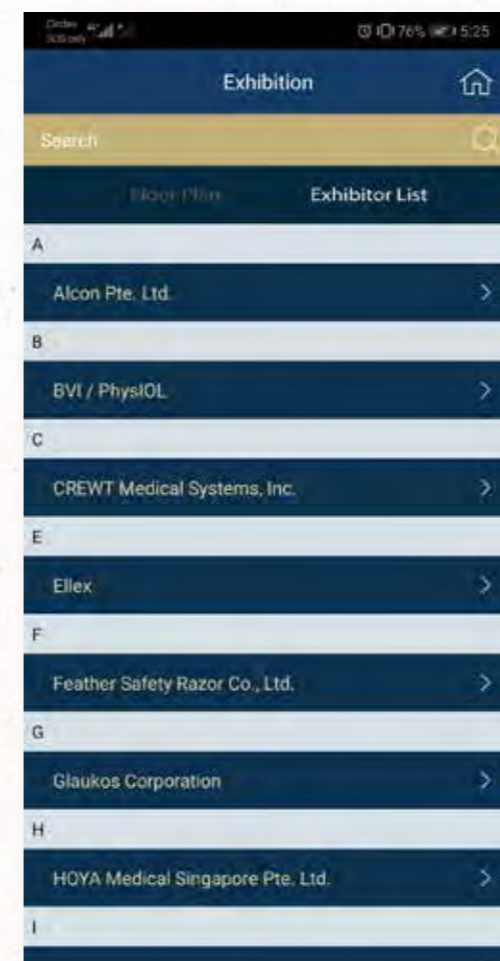 76% 5:25
Exhibition
Search
Floor Plan Exhibitor List
A
Alcon Pte. Ltd.
B
BVI / PhysIOL
C
CREWT Medical Systems, Inc.
E
Ellex
F
Feather Safety Razor Co., Ltd.
G
Glaukos Corporation
H
HOYA Medical Singapore Pte. Ltd.
I